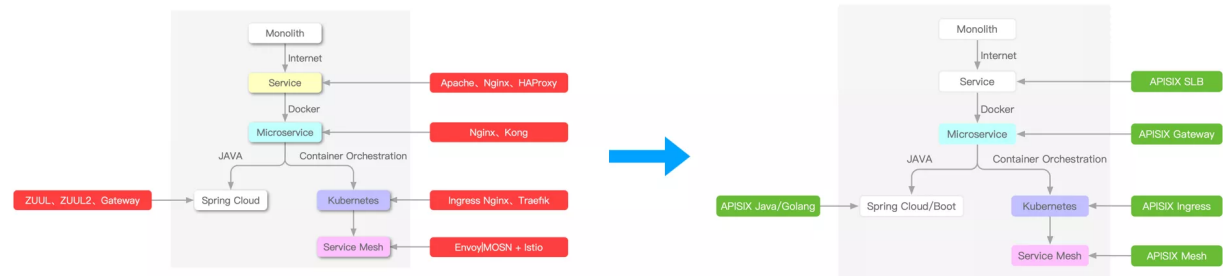 Monolith
Internet
Service
Apache、Nginx、HAProxy
Docker
Microservice
Nginx、Kong
JAVA
Container Orchestration
ZUUL、ZUUL2、Gateway
Spring Cloud
Kubernetes
Ingress Nginx、Traefik
Service Mesh
Envoy|MOSN + Istio
Monolith
Internet
Service
APISIX SLB
Docker
Microservice
APISIX Gateway
JAVA
Container Orchestration
APISIX Java/Golang
Spring Cloud/Boot
Kubernetes
APISIX Ingress
Service Mesh
APISIX Mesh